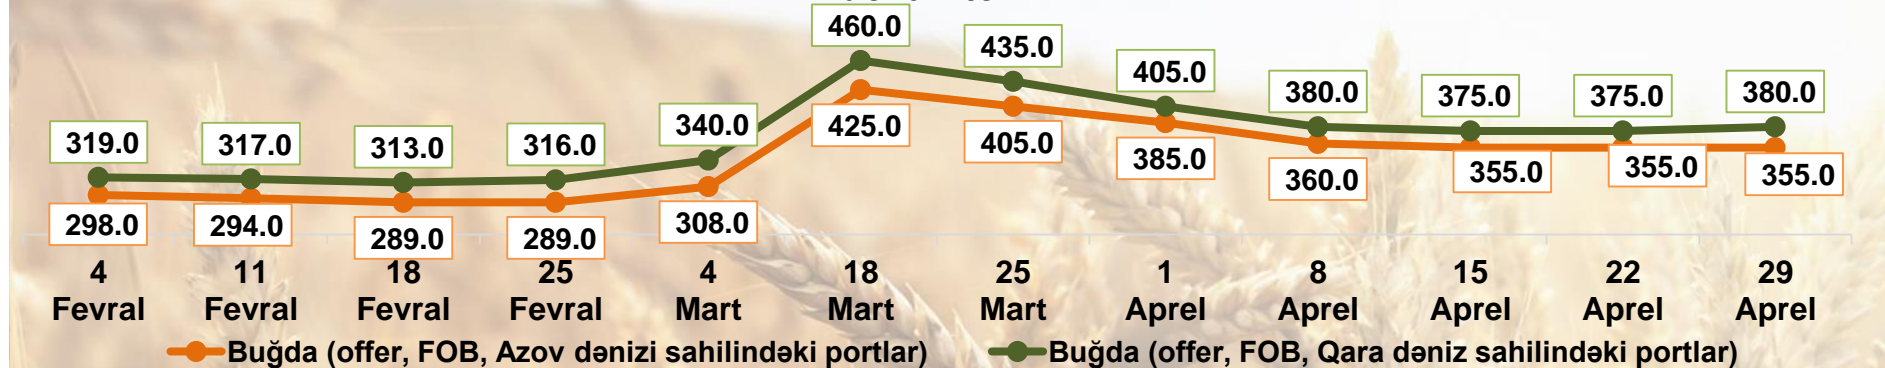 460.0
435.0
405.0
380.0 375.0 375.0 380.0
319.0 317.0 313.0 316.0 340.0
425.0 405.0 385.0 360.0 355.0 355.0 355.0
298.0 294.0 289.0 289.0 308.0
4 11 18 25 4 18 25 1 8 15 22 29
Fevral Fevral Fevral Fevral Mart Mart Mart Aprel Aprel Aprel Aprel Aprel
Buğda (offer, FOB, Azov dənizi sahilindəki portlar) Buğda (offer, FOB, Qara dəniz sahilindəki portlar)